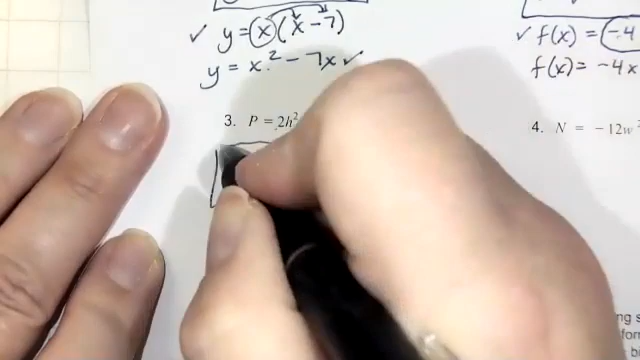 ✓ y = x(x - 7)
y = x² - 7x ✓
✓ f(x) = -4
f(x) = -4x
3. P = 2h²
4. N = -12w